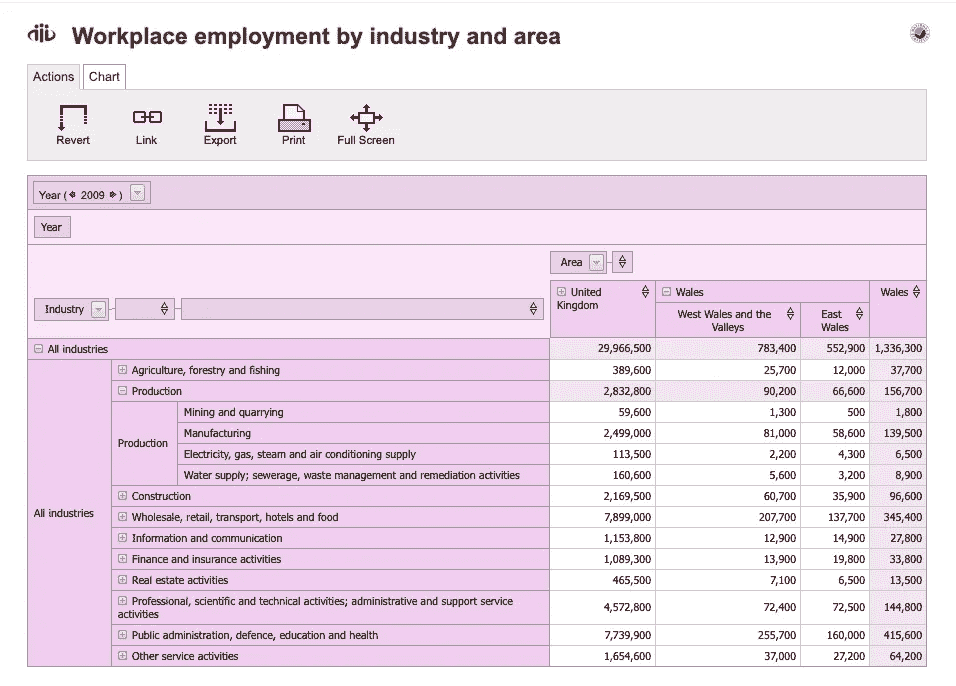 Workplace employment by industry and area
Actions Chart
Revert Link Export Print Full Screen
Year ( 2009 )
Year
Area
Industry
United Kingdom
Wales
West Wales and the Valleys
East Wales
Wales
All industries 29,966,500 783,400 552,900 1,336,300
Agriculture, forestry and fishing 389,600 25,700 12,000 37,700
Production 2,832,800 90,200 66,600 156,700
Mining and quarrying 59,600 1,300 500 1,800
Manufacturing 2,499,000 81,000 58,600 139,500
Production
Electricity, gas, steam and air conditioning supply 113,500 2,200 4,300 6,500
Water supply; sewerage, waste management and remediation activities 160,600 5,600 3,200 8,900
Construction 2,169,500 60,700 35,900 96,600
All industries
Wholesale, retail, transport, hotels and food 7,899,000 207,700 137,700 345,400
Information and communication 1,153,800 12,900 14,900 27,800
Finance and insurance activities 1,089,300 13,900 19,800 33,800
Real estate activities 465,500 7,100 6,500 13,500
Professional, scientific and technical activities; administrative and support service
activities 4,572,800 72,400 72,500 144,800
Public administration, defence, education and health 7,739,900 255,700 160,000 415,600
Other service activities 1,654,600 37,000 27,200 64,200